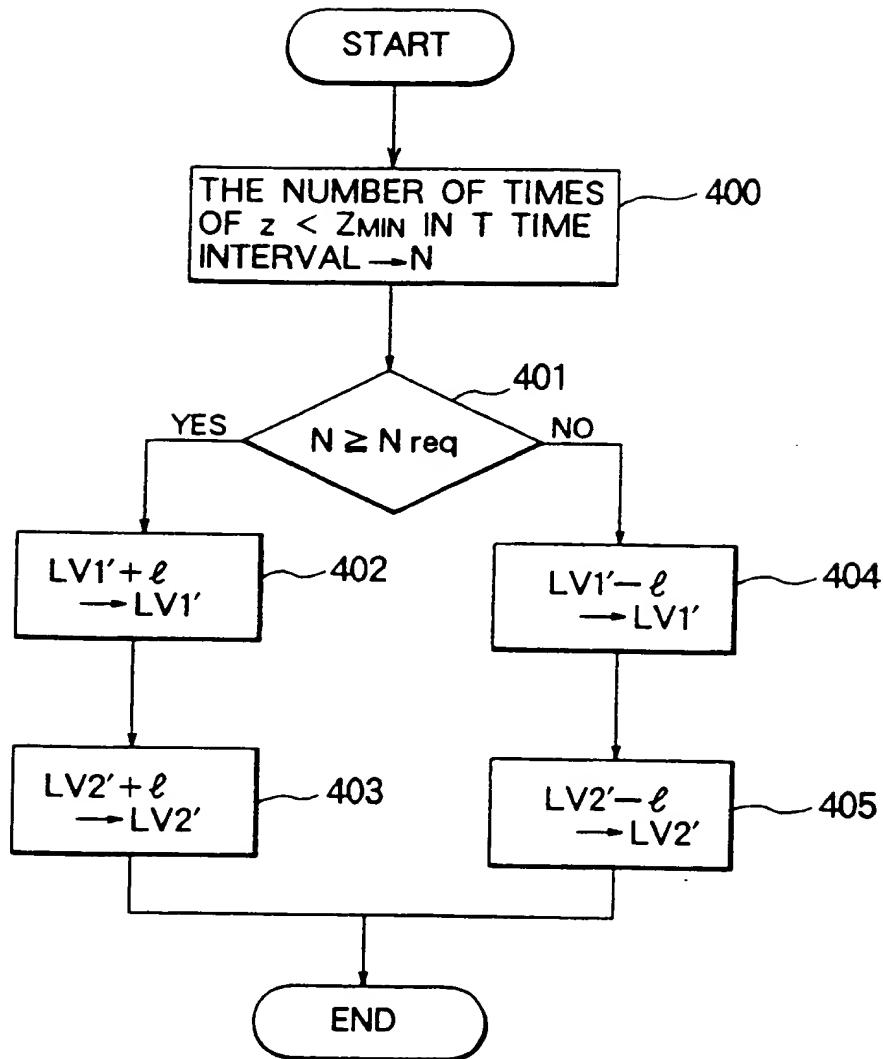 START
THE NUMBER OF TIMES
OF z < ZMIN IN T TIME
INTERVAL → N
400
401
YES
N ≧ N req
NO
LV1′+ℓ
→ LV1′
402
LV1′−ℓ
→ LV1′
404
LV2′+ℓ
→ LV2′
403
LV2′−ℓ
→ LV2′
405
END